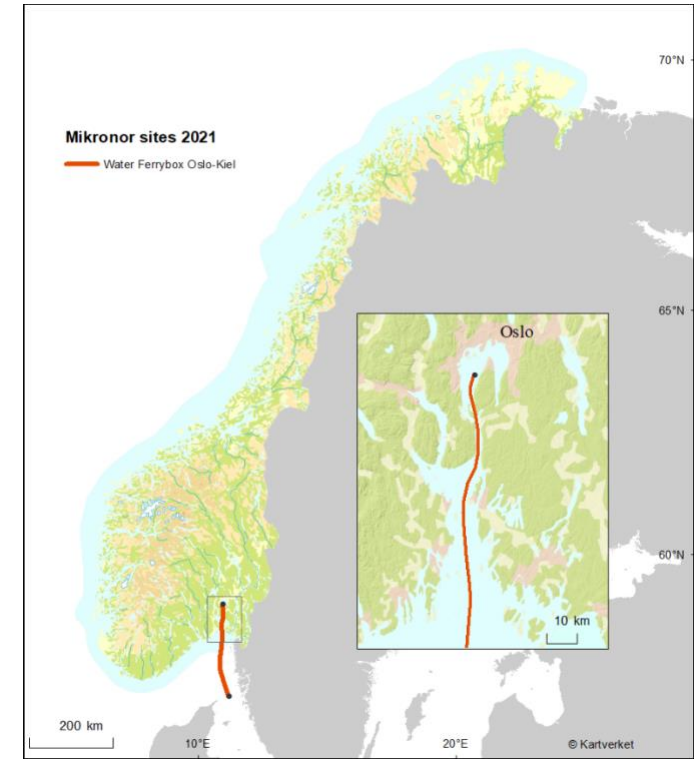 70°N
Mikronor sites 2021
Water Ferrybox Oslo-Kiel
65°N
Oslo
60°N
10 km
200 km
10°E
20°E
© Kartverket